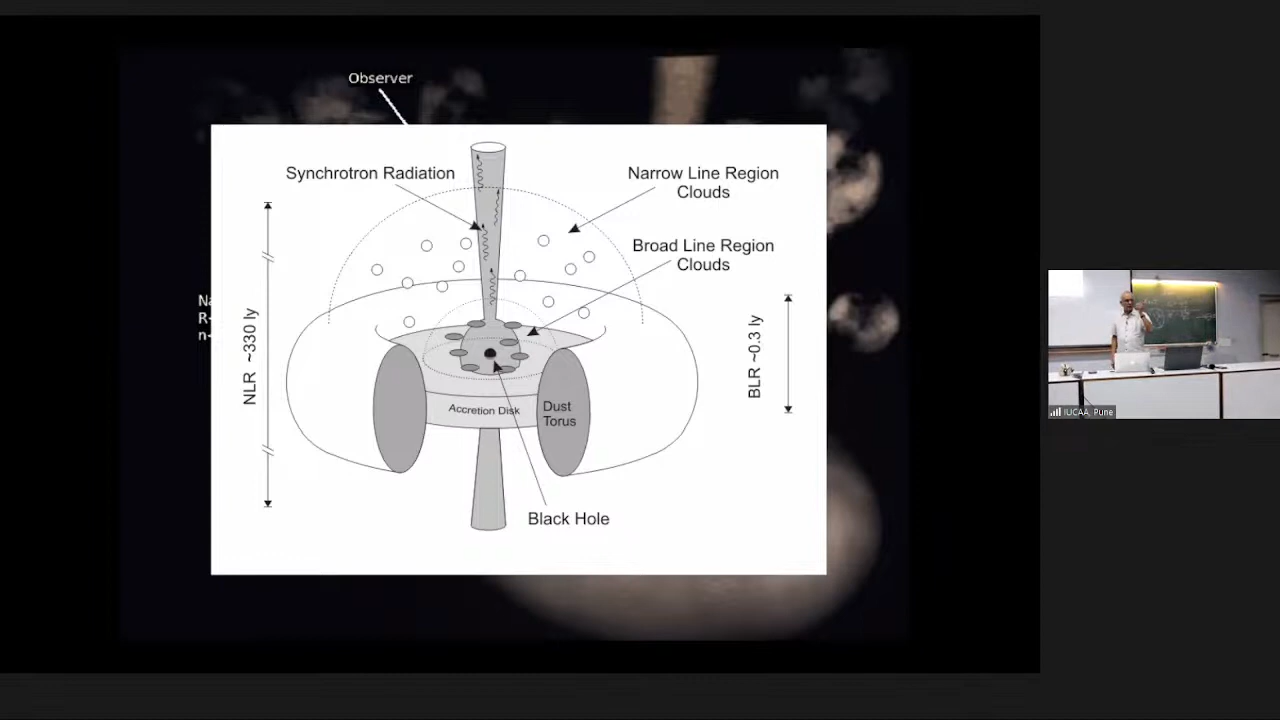 Observer
Synchrotron Radiation
Narrow Line Region
Clouds
Broad Line Region
Clouds
Na
R
n
NLR ~330 ly
BLR ~0.3 ly
Accretion Disk
Dust
Torus
Black Hole
IUCAA, Pune